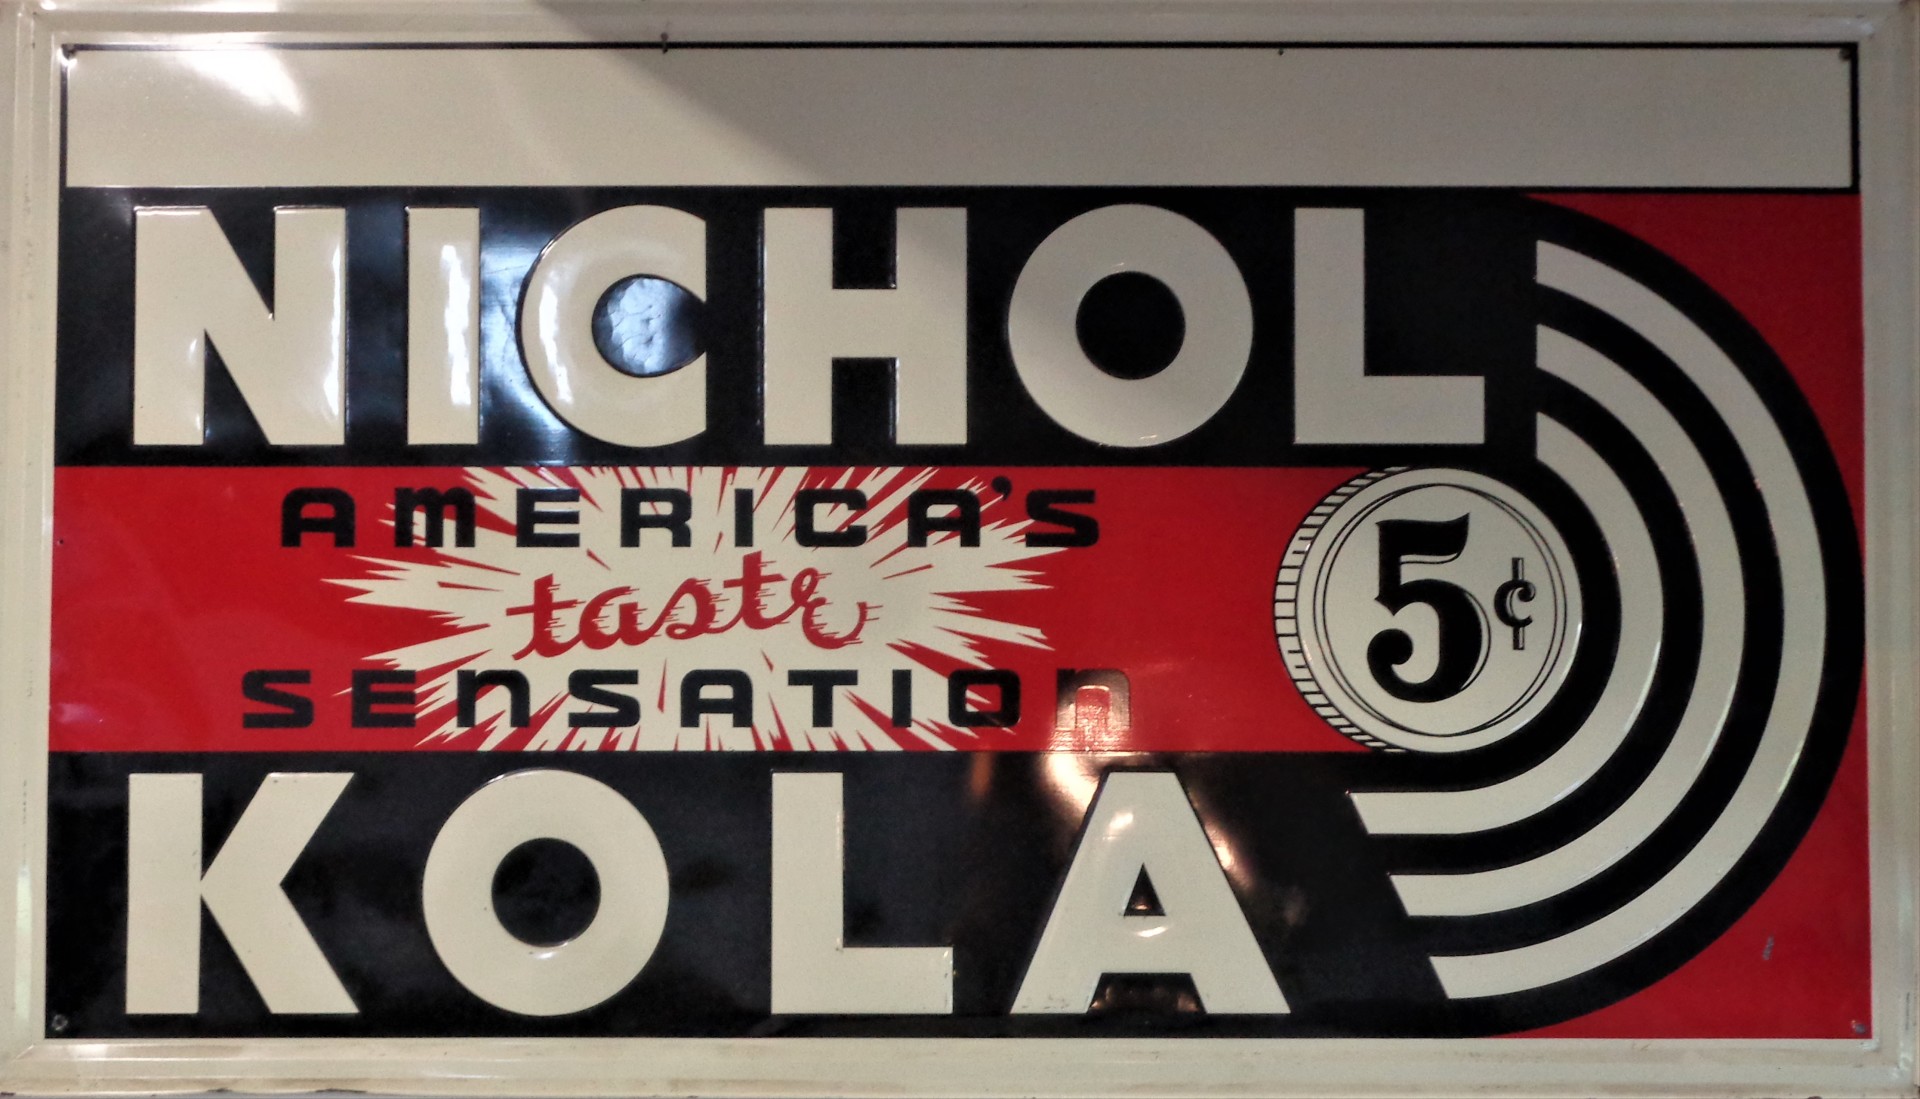 NICHOL
AMERICA'S
taste
SENSATION
5¢
KOLA